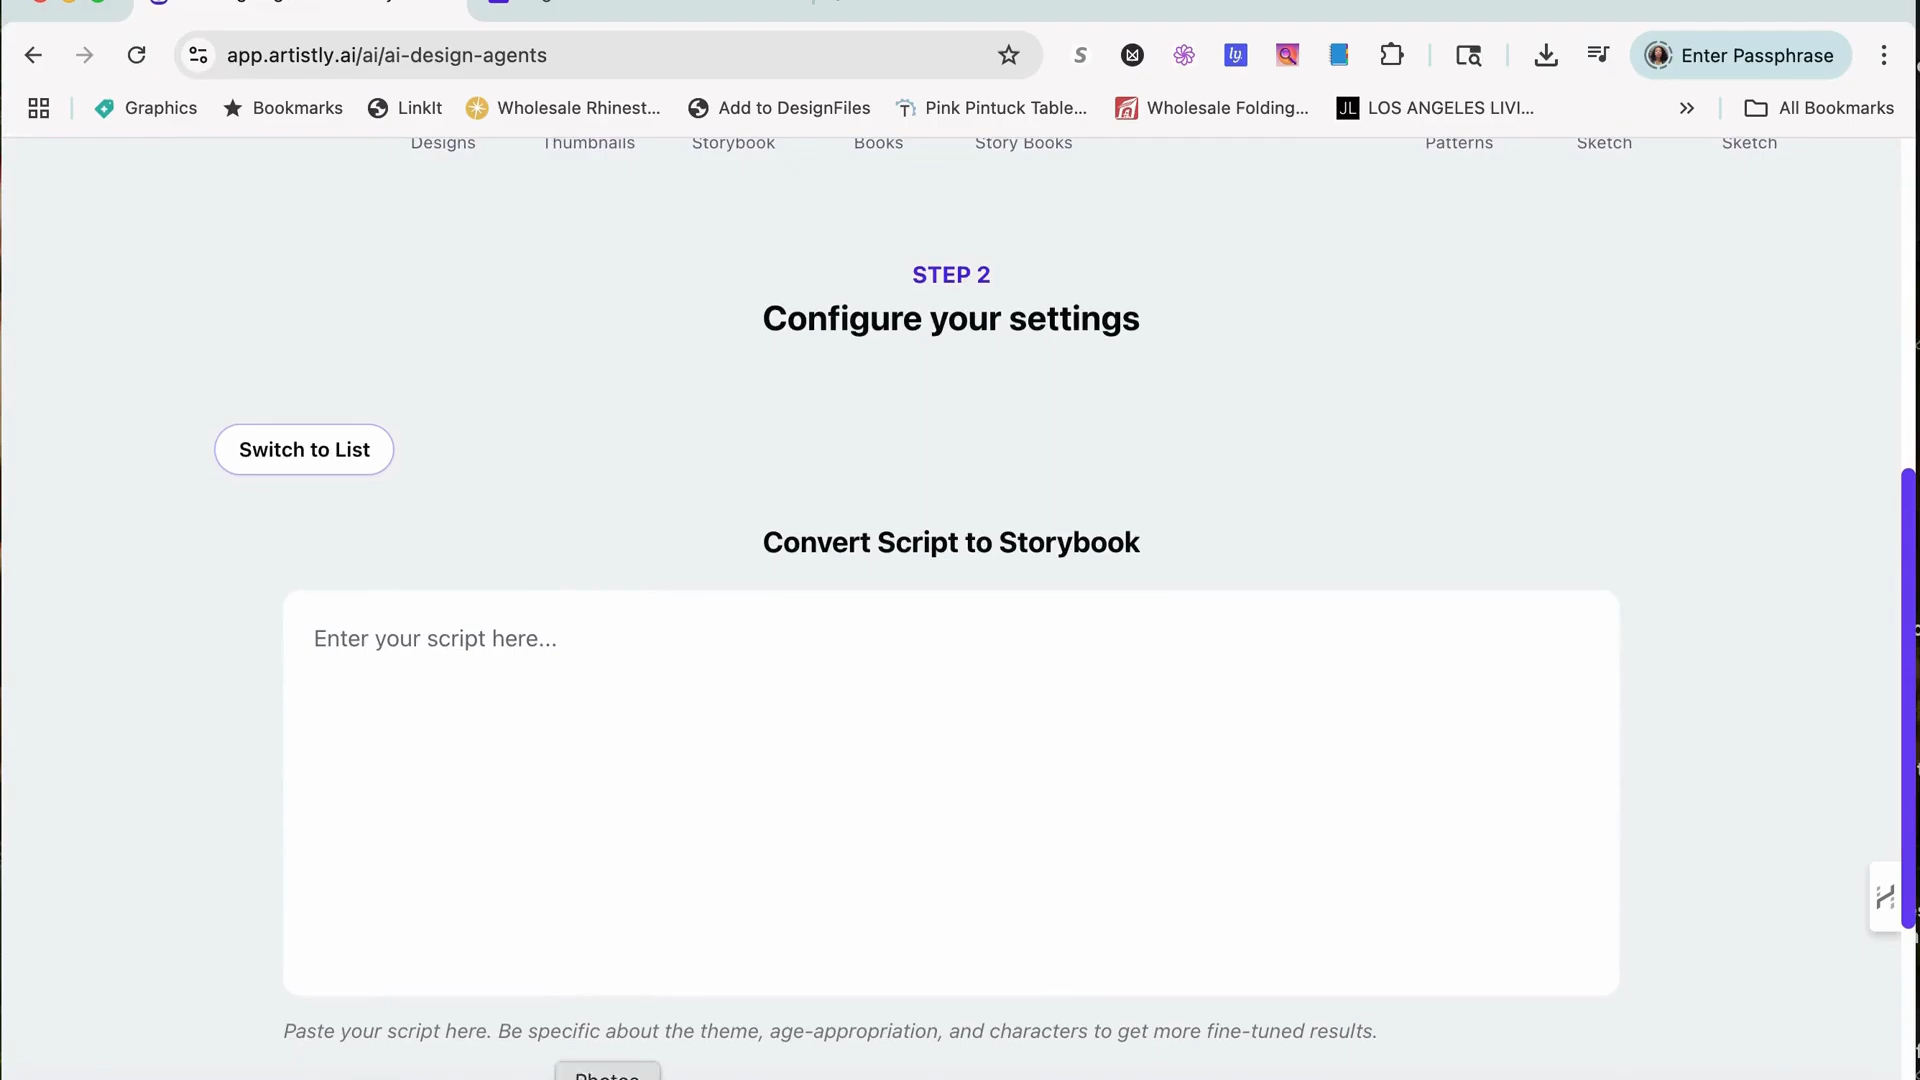 app.artistly.ai/ai/ai-design-agents
Enter Passphrase
Graphics
Bookmarks
LinkIt
Wholesale Rhinest...
Add to DesignFiles
Pink Pintuck Table...
Wholesale Folding...
JL LOS ANGELES LIVI...
All Bookmarks
Designs
Thumbnails
Storybook
Books
Story Books
Patterns
Sketch
Sketch
STEP 2
Configure your settings
Switch to List
Convert Script to Storybook
Enter your script here...
Paste your script here. Be specific about the theme, age-appropriation, and characters to get more fine-tuned results.
Photos